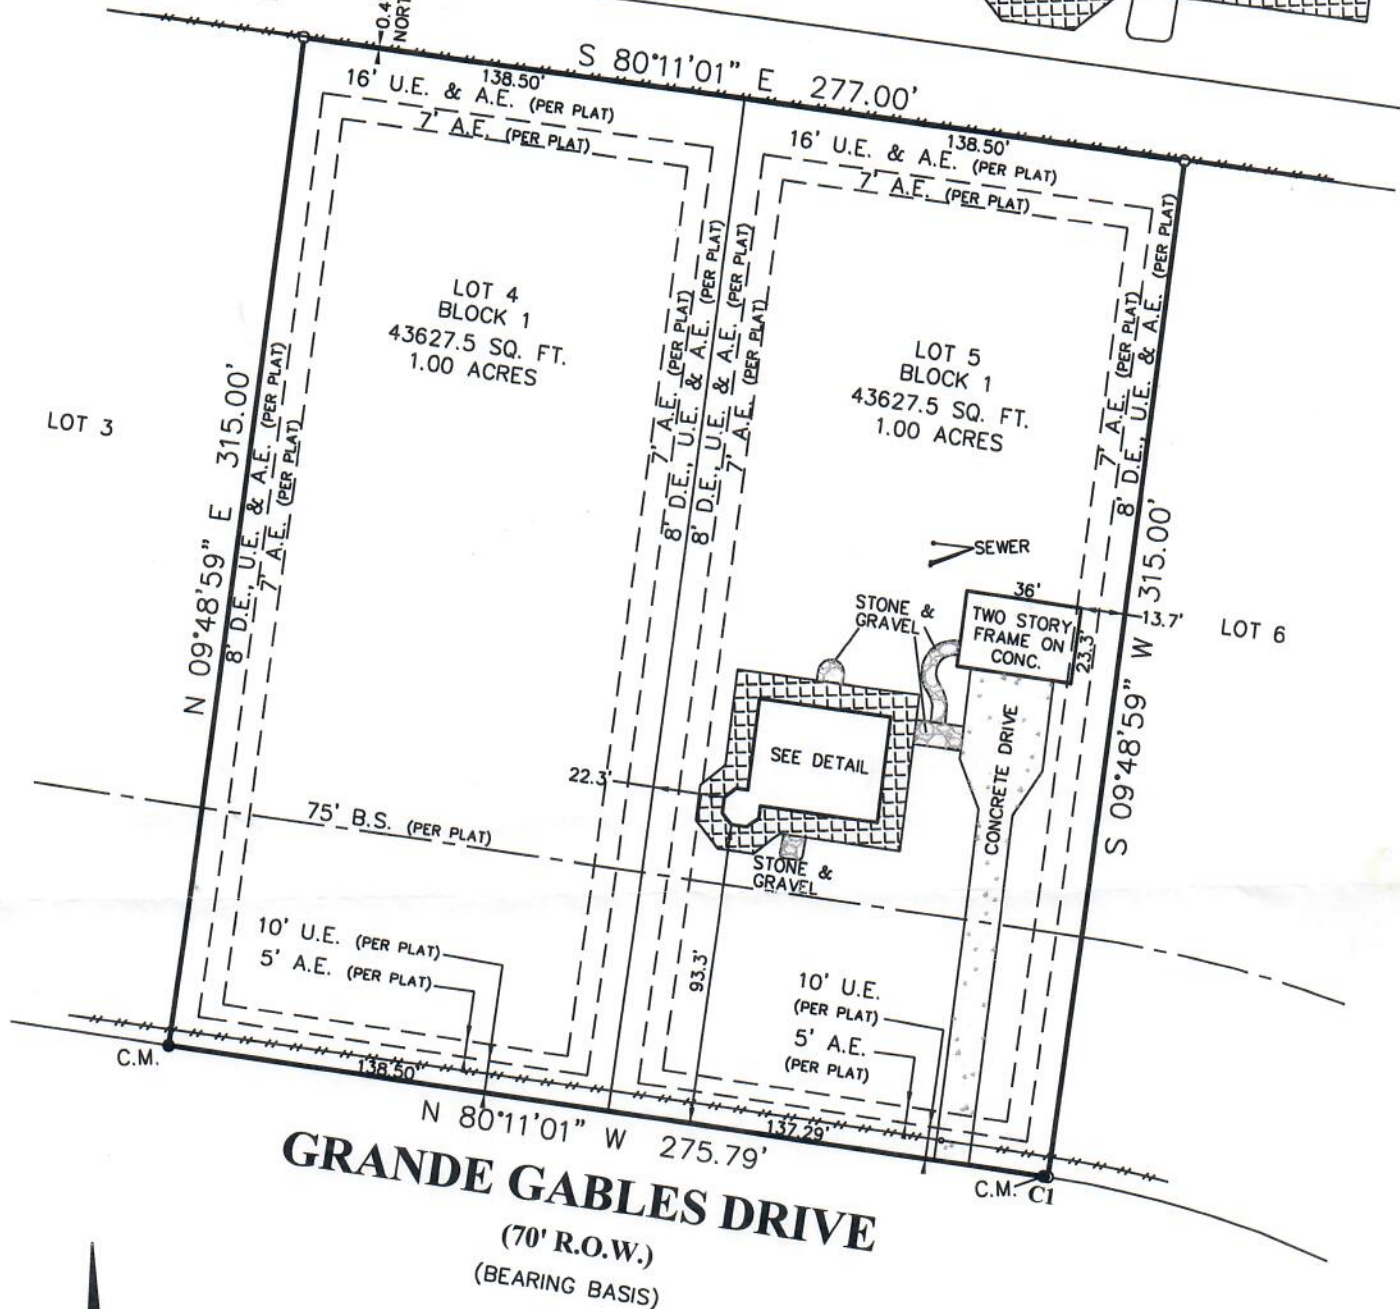 0.4
NORT
S 80°11'01" E 277.00'
138.50'
138.50'
16' U.E. & A.E. (PER PLAT)
7' A.E. (PER PLAT)
16' U.E. & A.E. (PER PLAT)
7' A.E. (PER PLAT)
LOT 4
BLOCK 1
43627.5 SQ. FT.
1.00 ACRES
LOT 5
BLOCK 1
43627.5 SQ. FT.
1.00 ACRES
LOT 3
LOT 6
N 09°48'59" E 315.00'
8' D.E., U.E. & A.E. (PER PLAT)
7' A.E. (PER PLAT)
7' A.E. (PER PLAT)
8' D.E., U.E. & A.E. (PER PLAT)
8' D.E., U.E. & A.E. (PER PLAT)
7' A.E. (PER PLAT)
7' A.E. (PER PLAT)
8' D.E., U.E. & A.E. (PER PLAT)
S 09°48'59" W 315.00'
SEWER
36'
TWO STORY
FRAME ON
CONC.
23.3'
13.7'
STONE &
GRAVEL
SEE DETAIL
CONCRETE DRIVE
22.3'
STONE &
GRAVEL
75' B.S. (PER PLAT)
93.3'
10' U.E. (PER PLAT)
5' A.E. (PER PLAT)
10' U.E.
(PER PLAT)
5' A.E.
(PER PLAT)
C.M.
138.50'
137.29'
N 80°11'01" W 275.79'
C.M. C1
GRANDE GABLES DRIVE
(70' R.O.W.)
(BEARING BASIS)